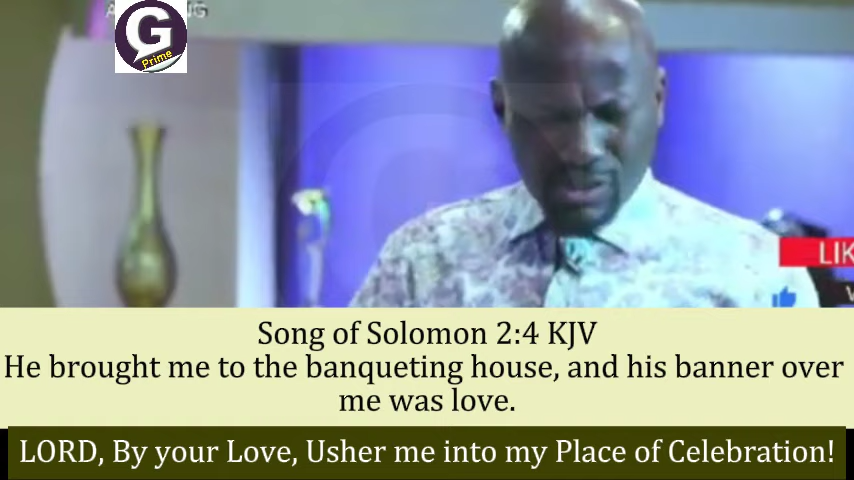 G
Prime
LIK
Song of Solomon 2:4 KJV
He brought me to the banqueting house, and his banner over
me was love.
LORD, By your Love, Usher me into my Place of Celebration!